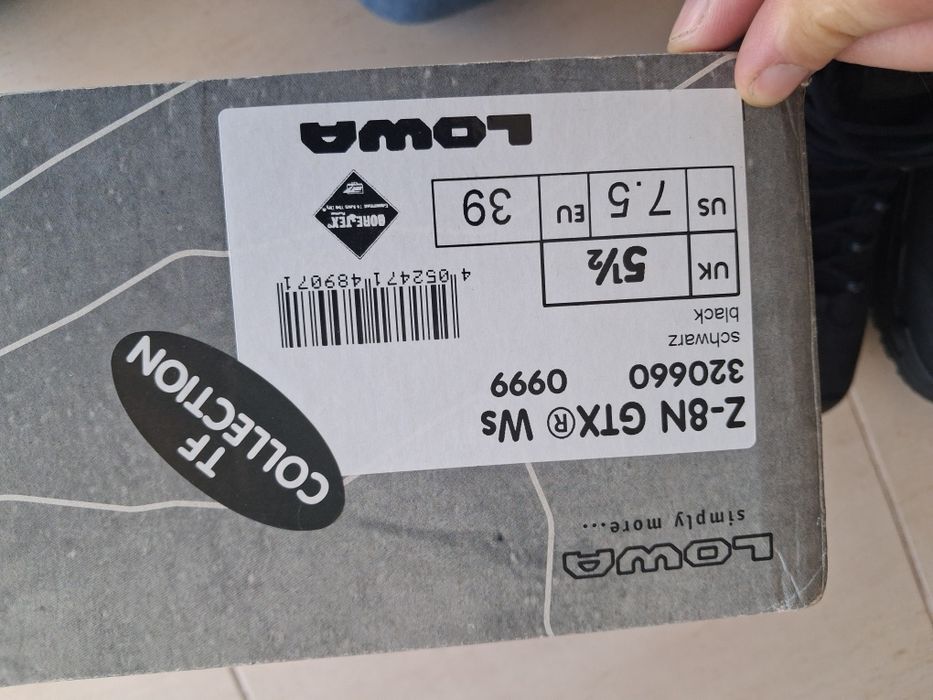 LOWA
simply more...
Z-8N GTX® Ws
320660 0999
schwarz
black
UK 5½
US 7.5 EU 39
4 052471 489071
GORE-TEX
LOWA
TF
COLLECTION